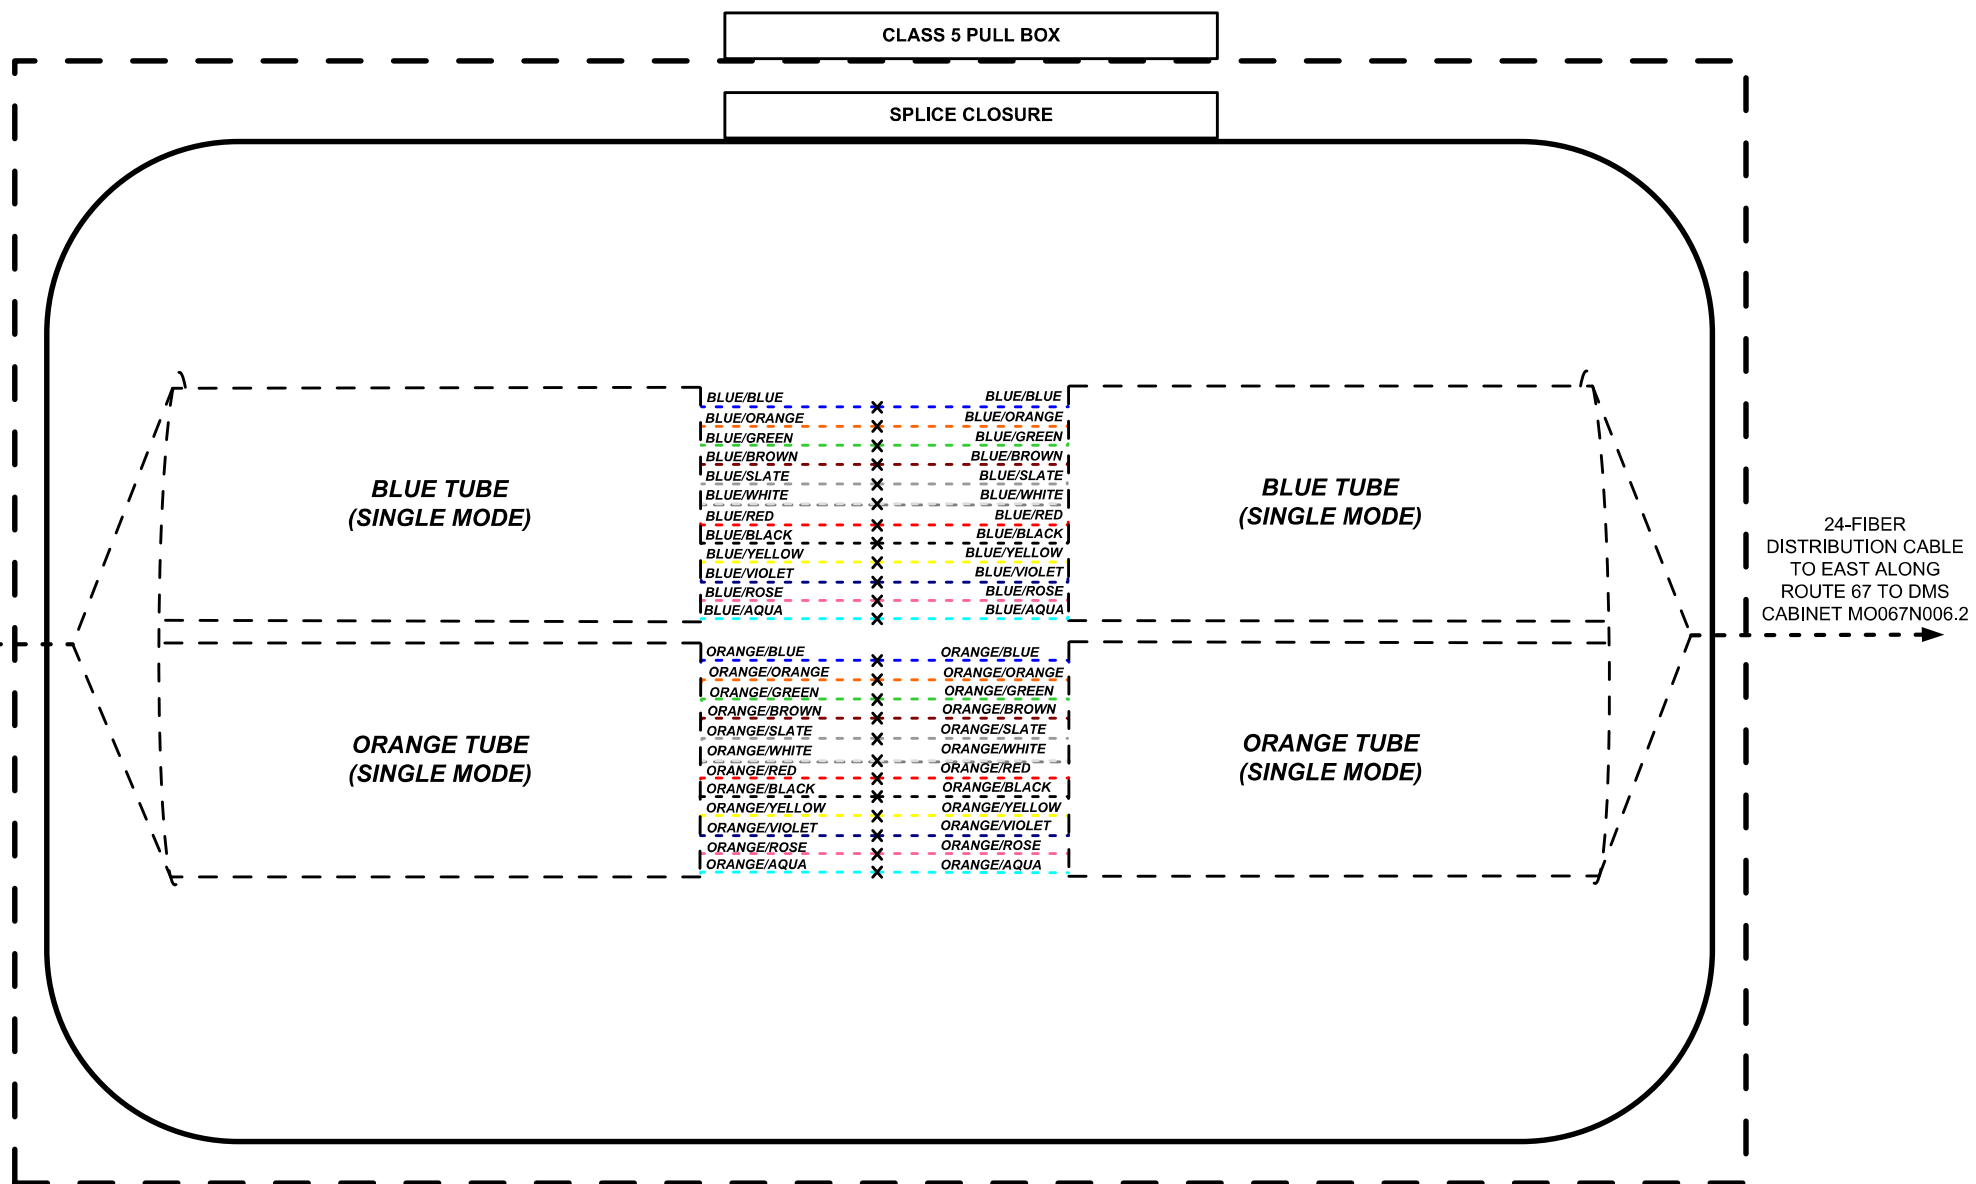 CLASS 5 PULL BOX
SPLICE CLOSURE
BLUE TUBE
(SINGLE MODE)
BLUE/BLUE
BLUE/ORANGE
BLUE/GREEN
BLUE/BROWN
BLUE/SLATE
BLUE/WHITE
BLUE/RED
BLUE/BLACK
BLUE/YELLOW
BLUE/VIOLET
BLUE/ROSE
BLUE/AQUA
BLUE/BLUE
BLUE/ORANGE
BLUE/GREEN
BLUE/BROWN
BLUE/SLATE
BLUE/WHITE
BLUE/RED
BLUE/BLACK
BLUE/YELLOW
BLUE/VIOLET
BLUE/ROSE
BLUE/AQUA
BLUE TUBE
(SINGLE MODE)
ORANGE TUBE
(SINGLE MODE)
ORANGE/BLUE
ORANGE/ORANGE
ORANGE/GREEN
ORANGE/BROWN
ORANGE/SLATE
ORANGE/WHITE
ORANGE/RED
ORANGE/BLACK
ORANGE/YELLOW
ORANGE/VIOLET
ORANGE/ROSE
ORANGE/AQUA
ORANGE/BLUE
ORANGE/ORANGE
ORANGE/GREEN
ORANGE/BROWN
ORANGE/SLATE
ORANGE/WHITE
ORANGE/RED
ORANGE/BLACK
ORANGE/YELLOW
ORANGE/VIOLET
ORANGE/ROSE
ORANGE/AQUA
ORANGE TUBE
(SINGLE MODE)
24-FIBER
DISTRIBUTION CABLE
TO EAST ALONG
ROUTE 67 TO DMS
CABINET MO067N006.2